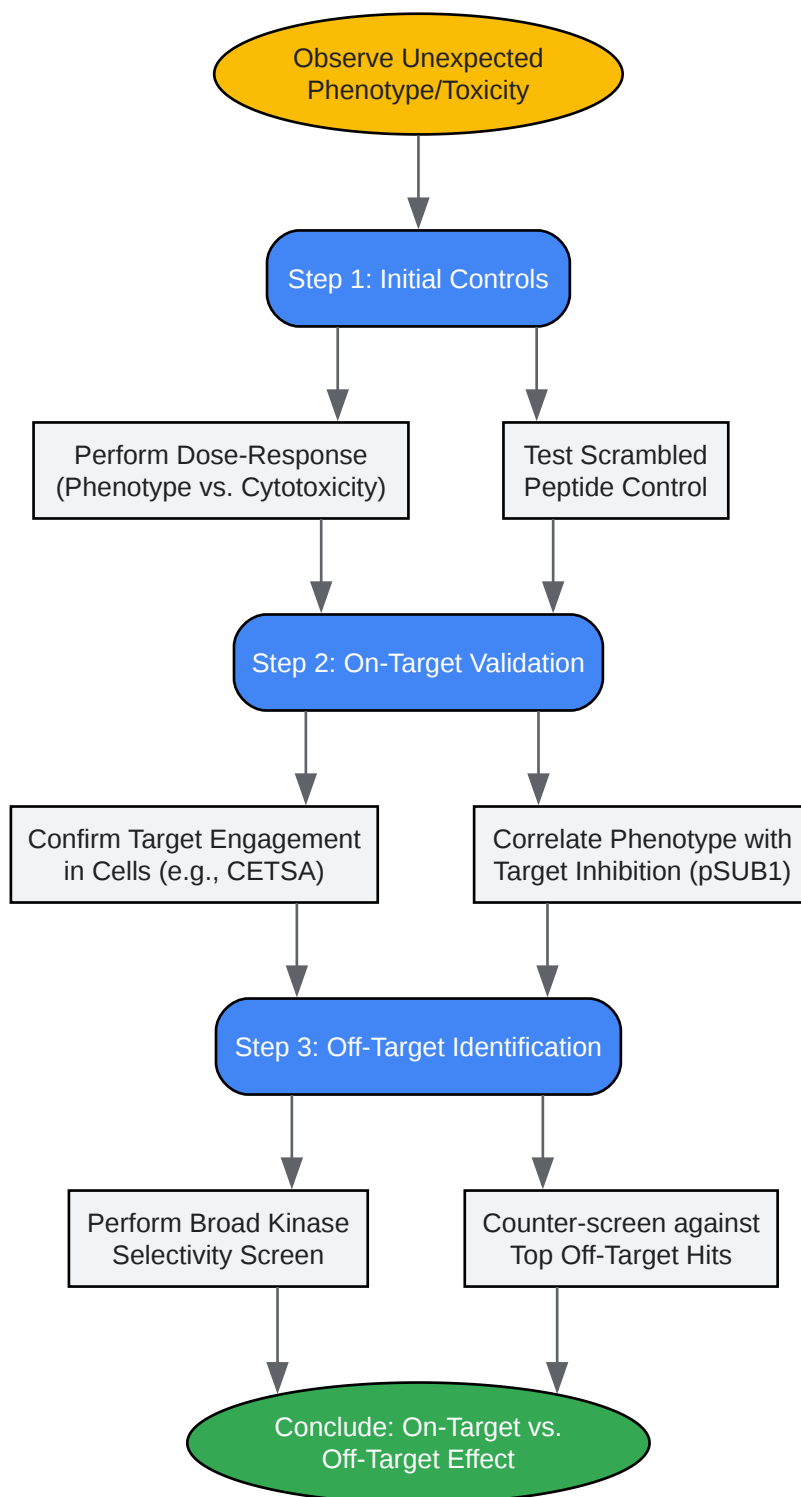 Observe Unexpected
Phenotype/Toxicity
Step 1: Initial Controls
Perform Dose-Response
(Phenotype vs. Cytotoxicity)
Test Scrambled
Peptide Control
Step 2: On-Target Validation
Confirm Target Engagement
in Cells (e.g., CETSA)
Correlate Phenotype with
Target Inhibition (pSUB1)
Step 3: Off-Target Identification
Perform Broad Kinase
Selectivity Screen
Counter-screen against
Top Off-Target Hits
Conclude: On-Target vs.
Off-Target Effect